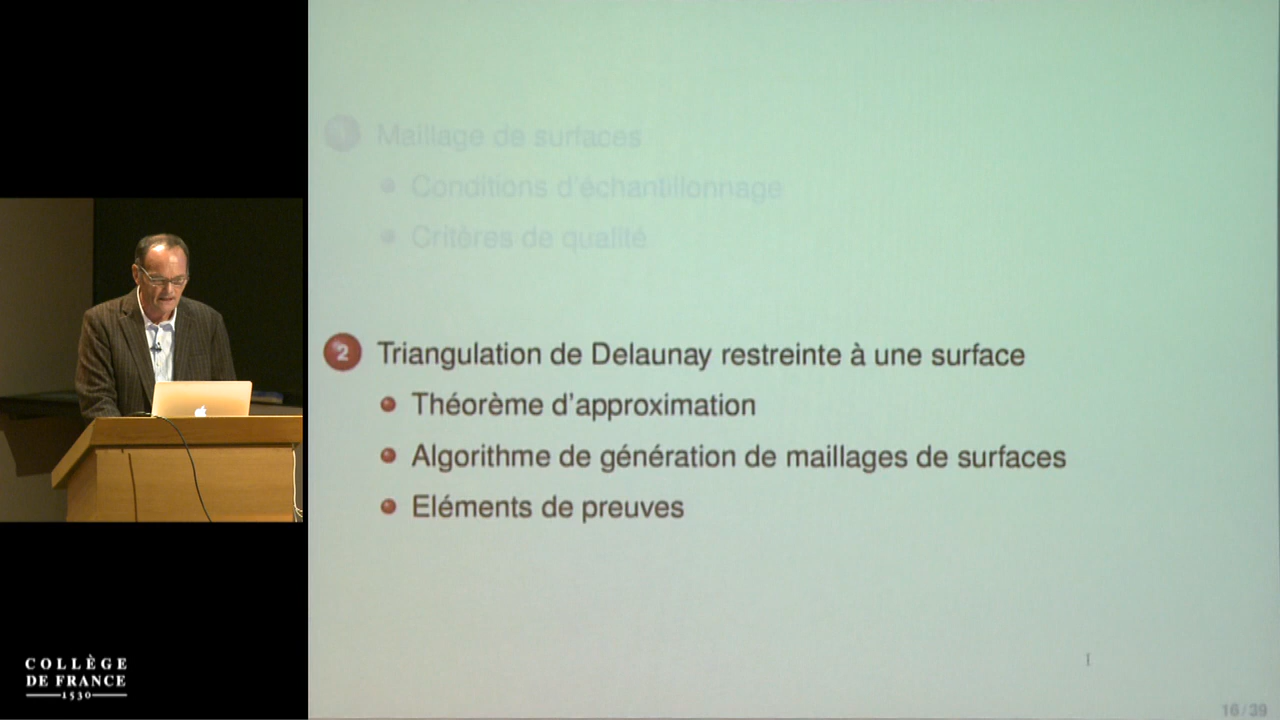 1 Maillage de surfaces
Conditions d'échantillonnage
Critères de qualité
2 Triangulation de Delaunay restreinte à une surface
Théorème d'approximation
Algorithme de génération de maillages de surfaces
Eléments de preuves
16/39
COLLÈGE
DE FRANCE
1530